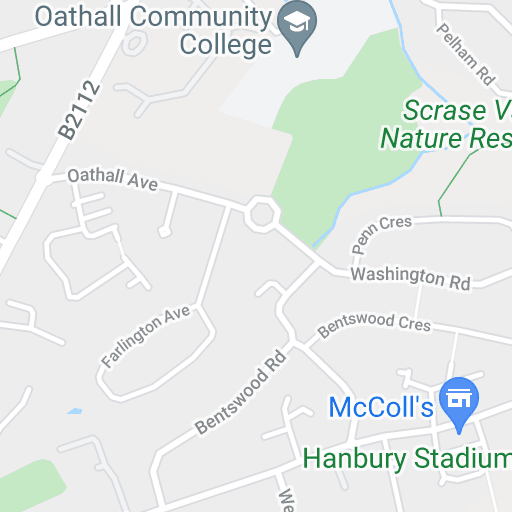 Oathall Community
College
Pelham Rd
B2112
Scrase V
Nature Res
Oathall Ave
Penn Cres
Washington Rd
Farlington Ave
Bentswood Cres
Bentswood Rd
McColl's
Hanbury Stadium
We